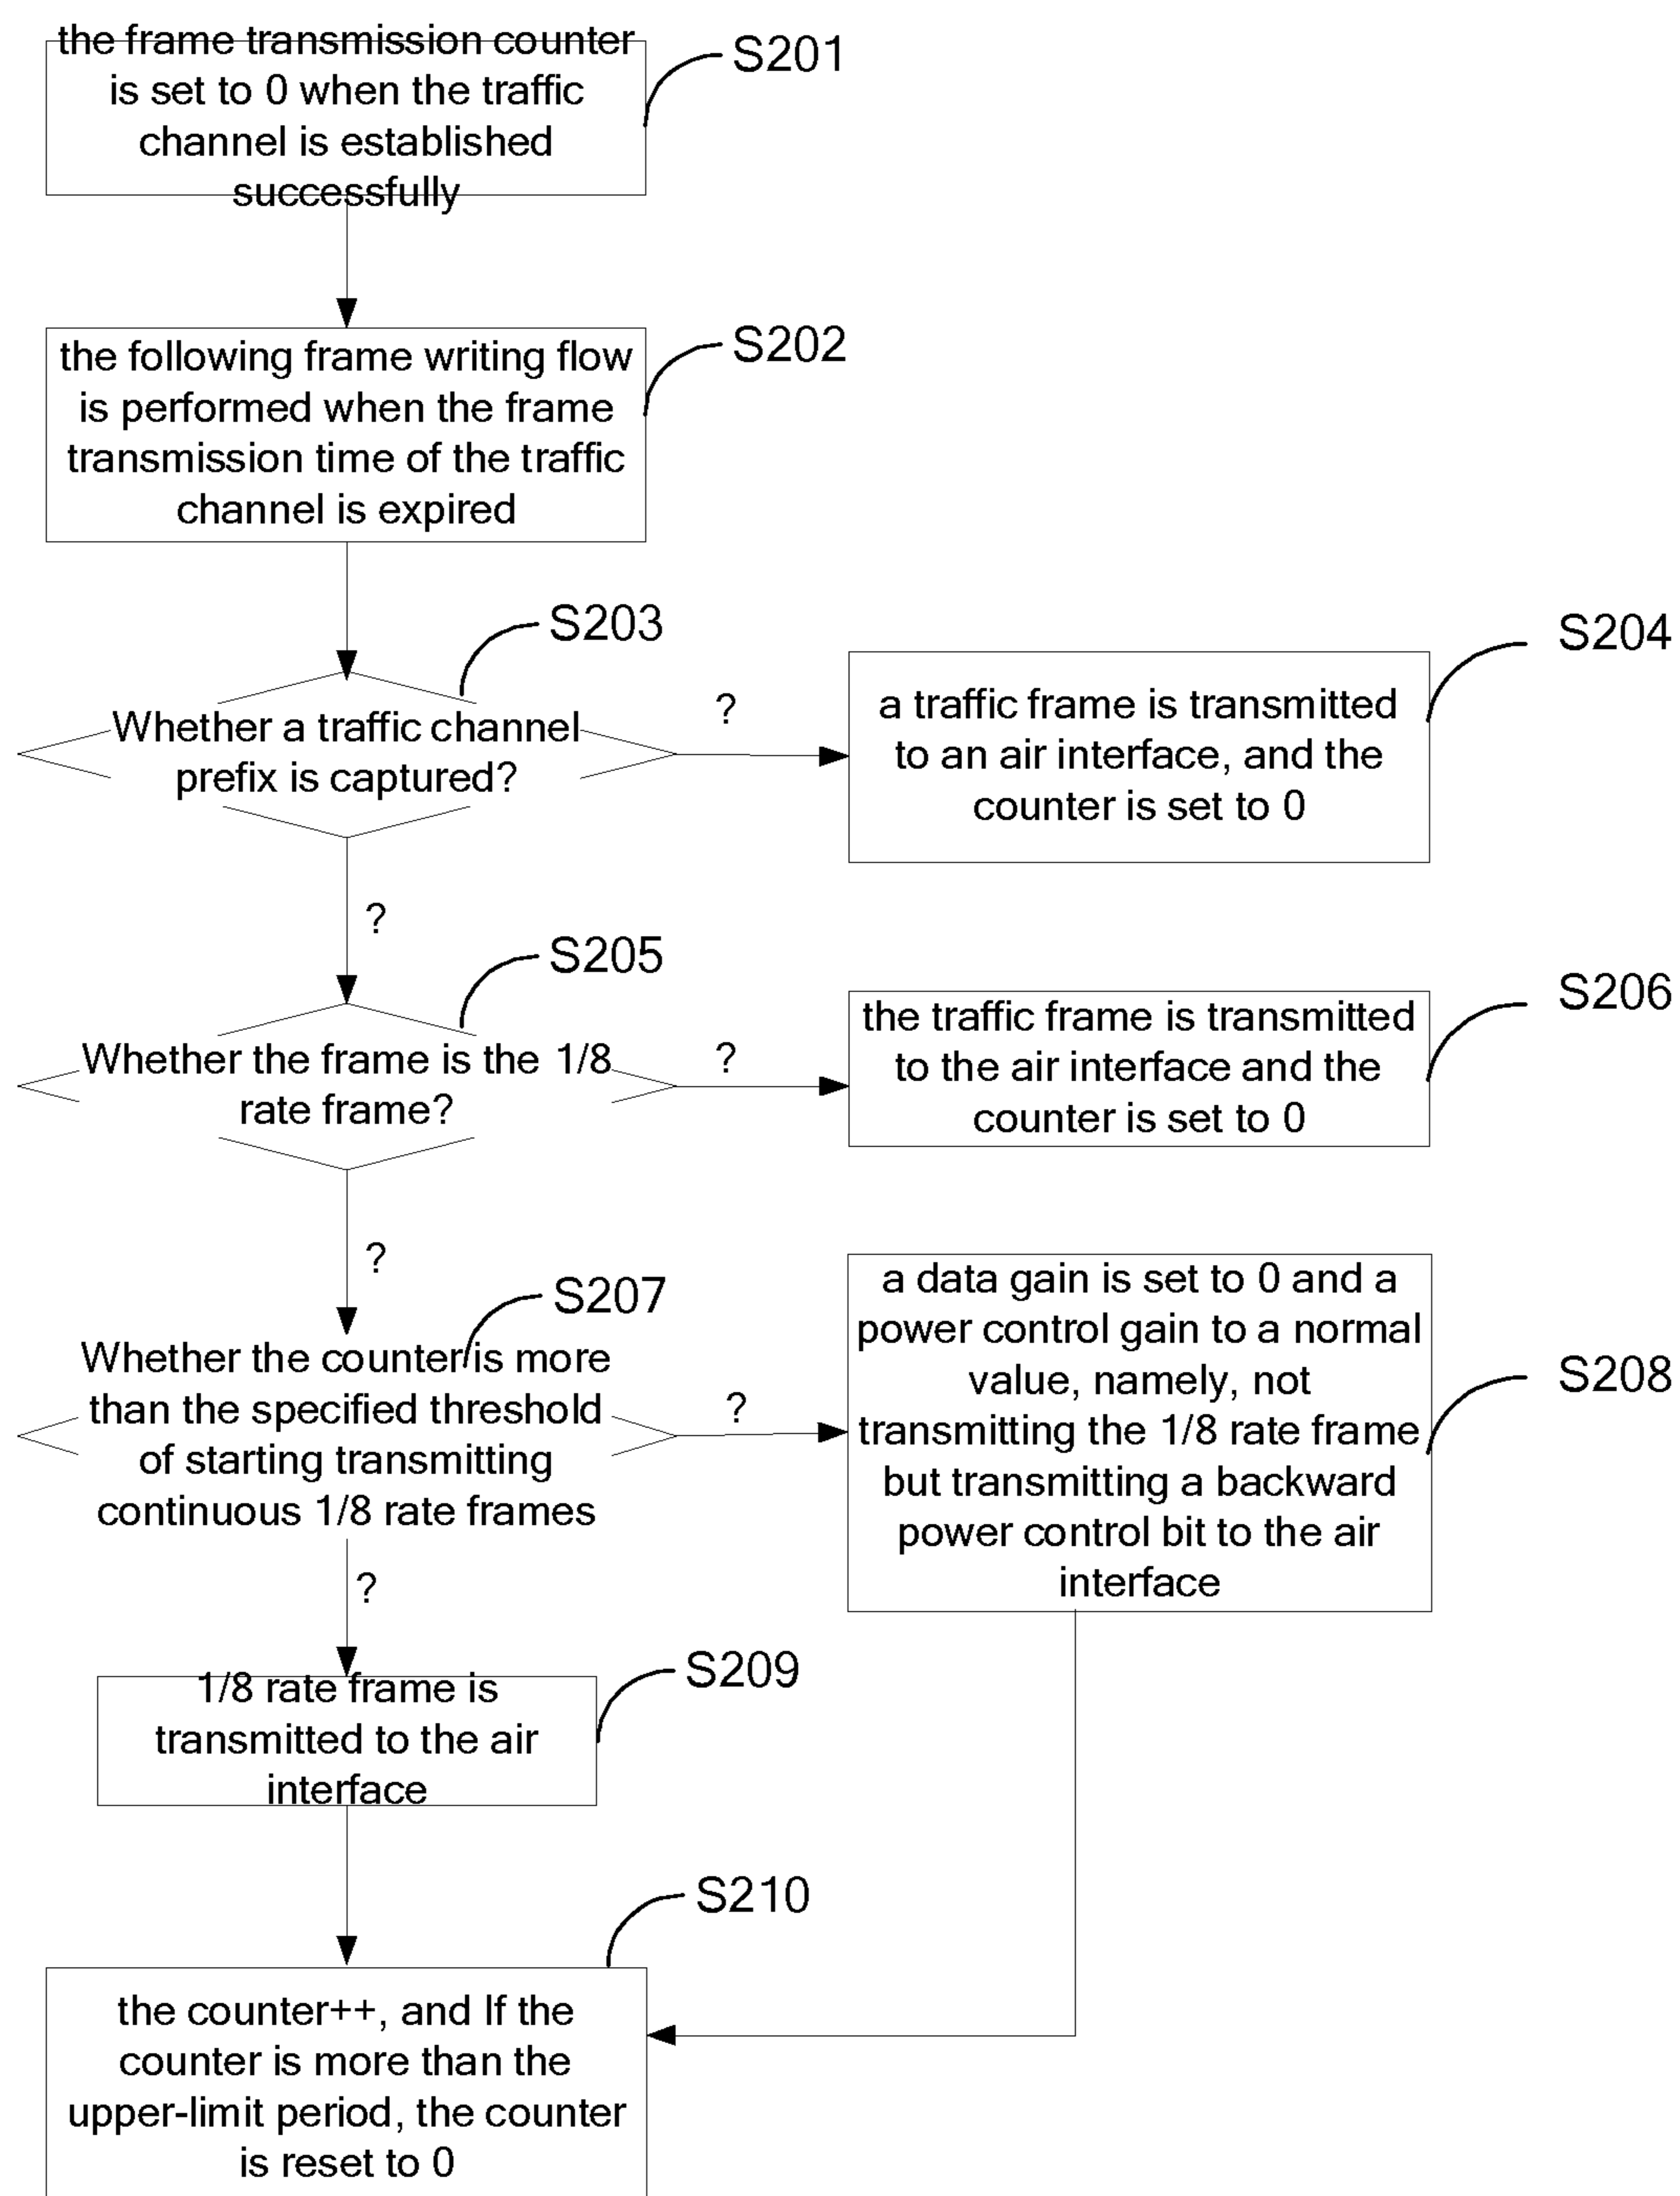 the frame transmission counter
is set to 0 when the traffic
channel is established
successfully
S201
the following frame writing flow
is performed when the frame
transmission time of the traffic
channel is expired
S202
S203
Whether a traffic channel
prefix is captured?
?
a traffic frame is transmitted
to an air interface, and the
counter is set to 0
S204
?
S205
Whether the frame is the 1/8
rate frame?
?
the traffic frame is transmitted
to the air interface and the
counter is set to 0
S206
?
S207
Whether the counter is more
than the specified threshold
of starting transmitting
continuous 1/8 rate frames
?
a data gain is set to 0 and a
power control gain to a normal
value, namely, not
transmitting the 1/8 rate frame
but transmitting a backward
power control bit to the air
interface
S208
?
1/8 rate frame is
transmitted to the air
interface
S209
S210
the counter++, and If the
counter is more than the
upper-limit period, the counter
is reset to 0